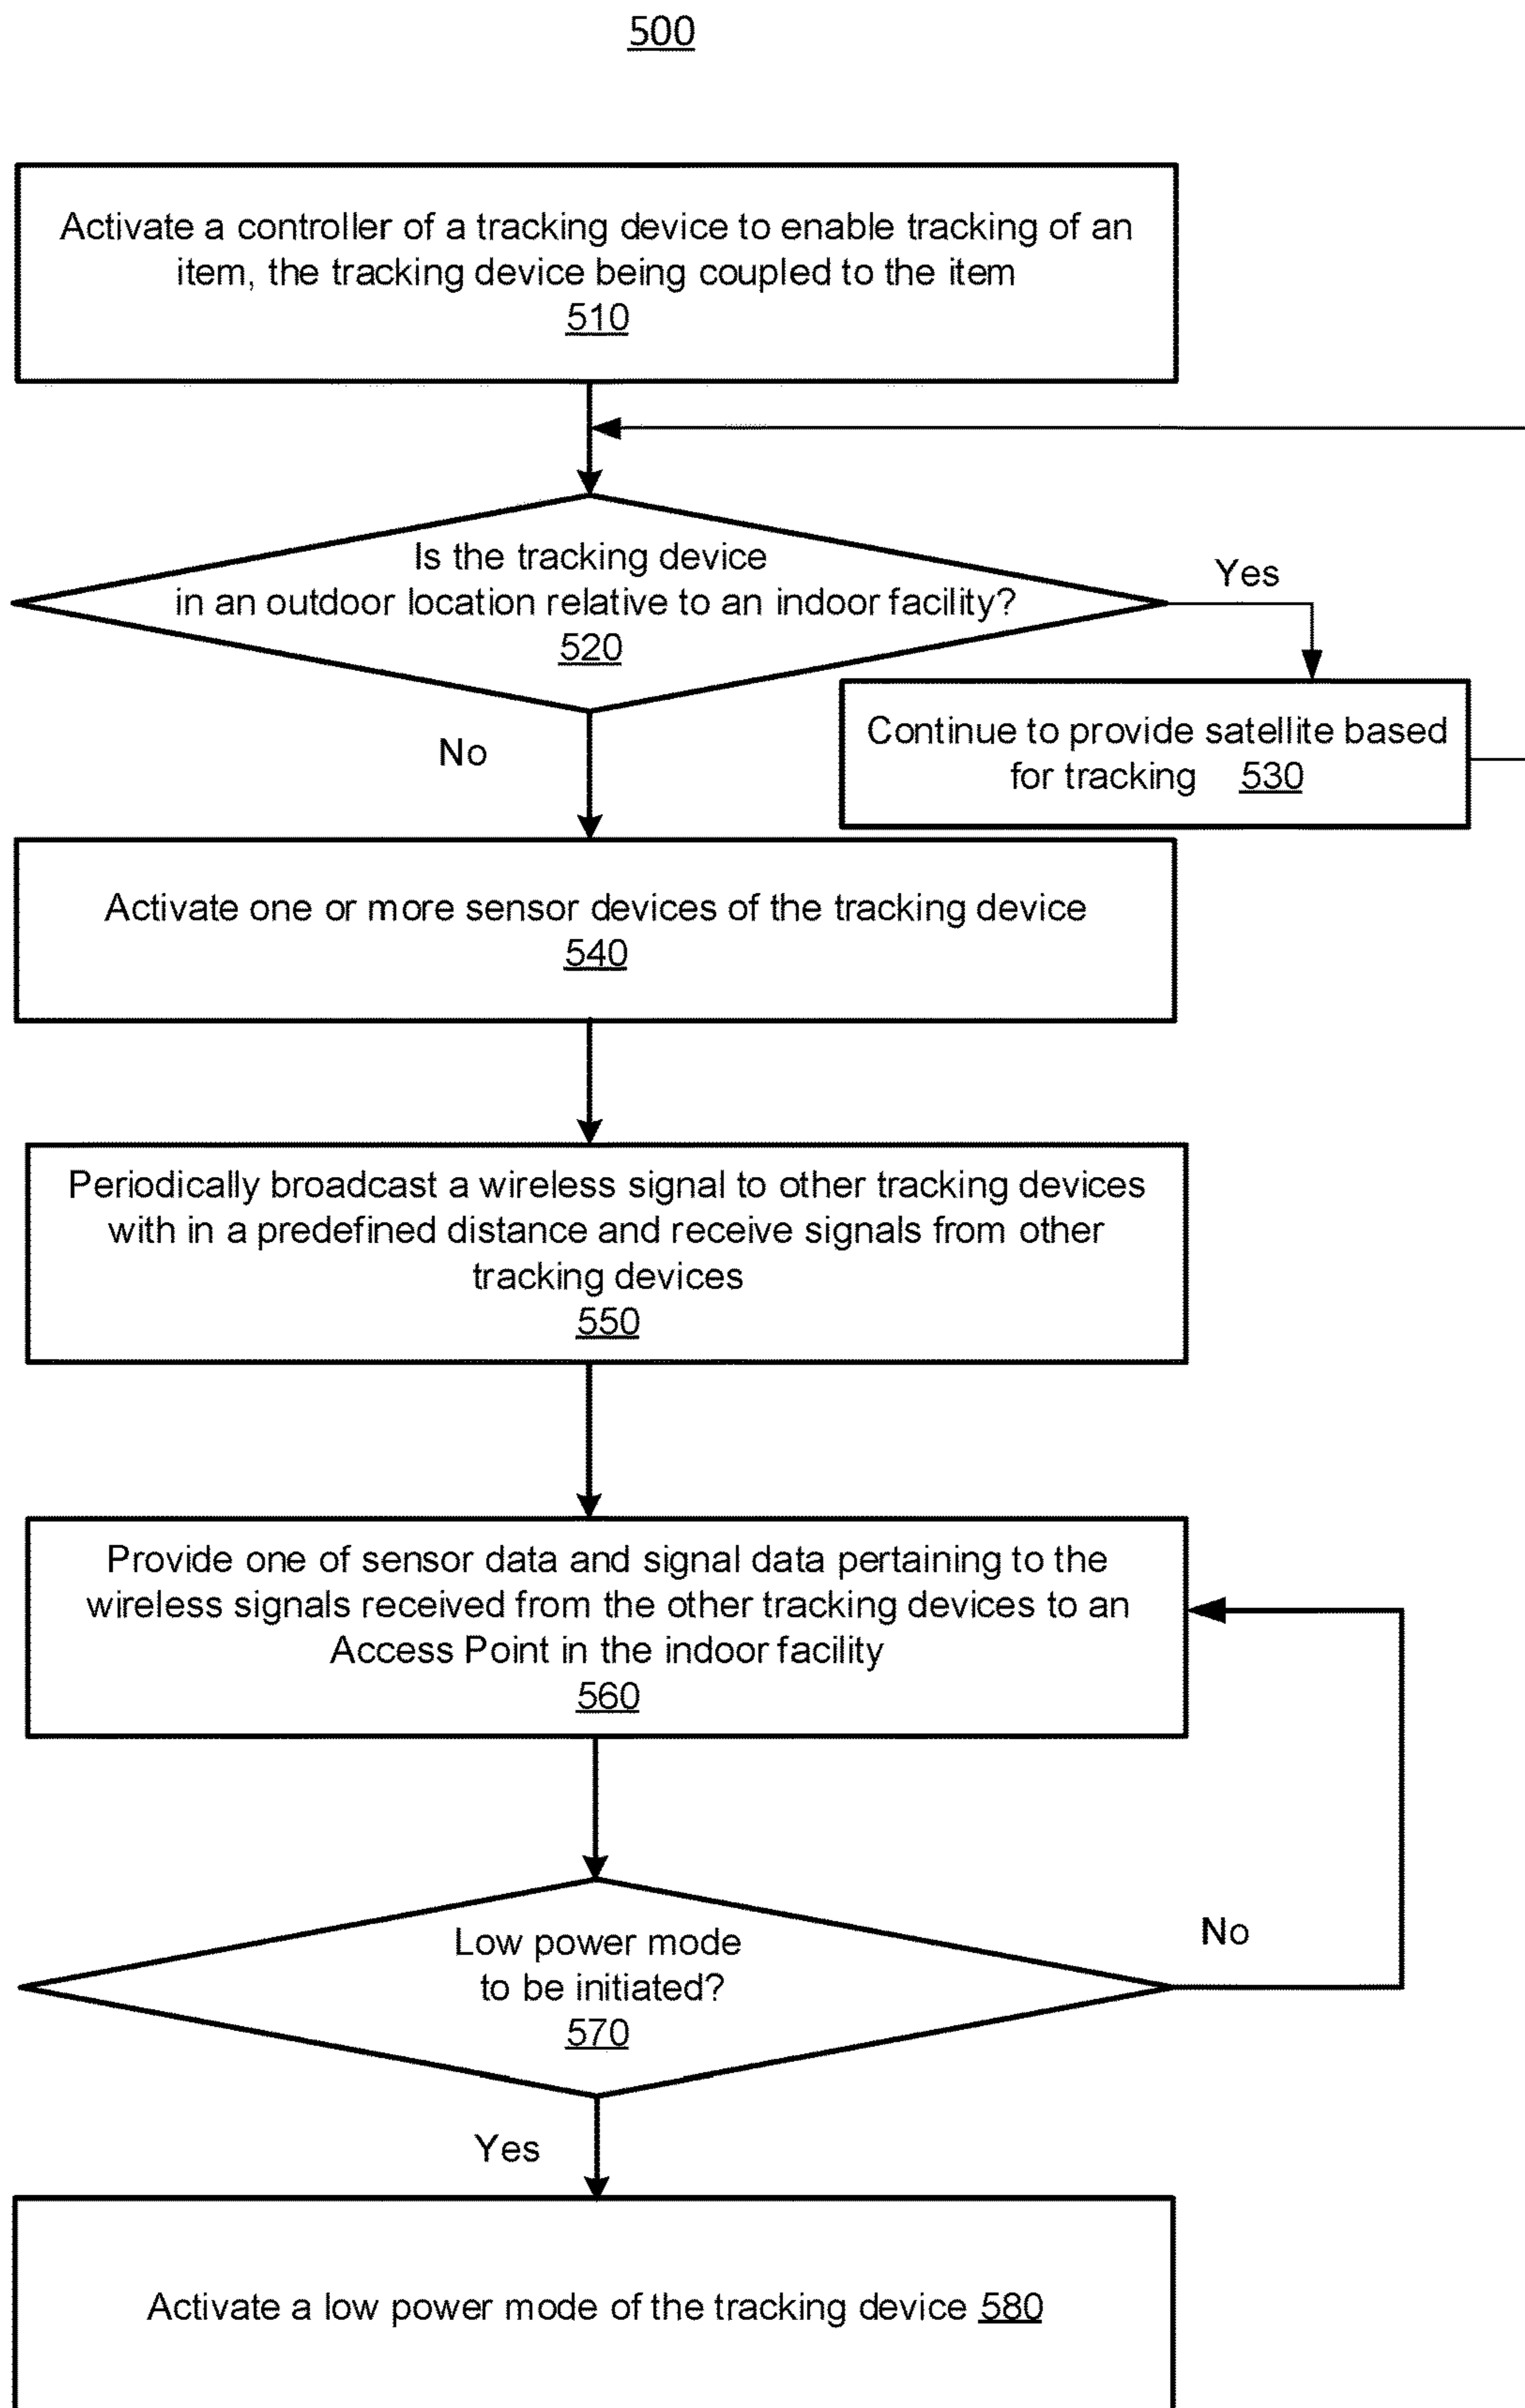 500
Activate a controller of a tracking device to enable tracking of an
item, the tracking device being coupled to the item
510
Is the tracking device
in an outdoor location relative to an indoor facility?
520
Yes
No
Continue to provide satellite based
for tracking 530
Activate one or more sensor devices of the tracking device
540
Periodically broadcast a wireless signal to other tracking devices
with in a predefined distance and receive signals from other
tracking devices
550
Provide one of sensor data and signal data pertaining to the
wireless signals received from the other tracking devices to an
Access Point in the indoor facility
560
Low power mode
to be initiated?
570
No
Yes
Activate a low power mode of the tracking device 580